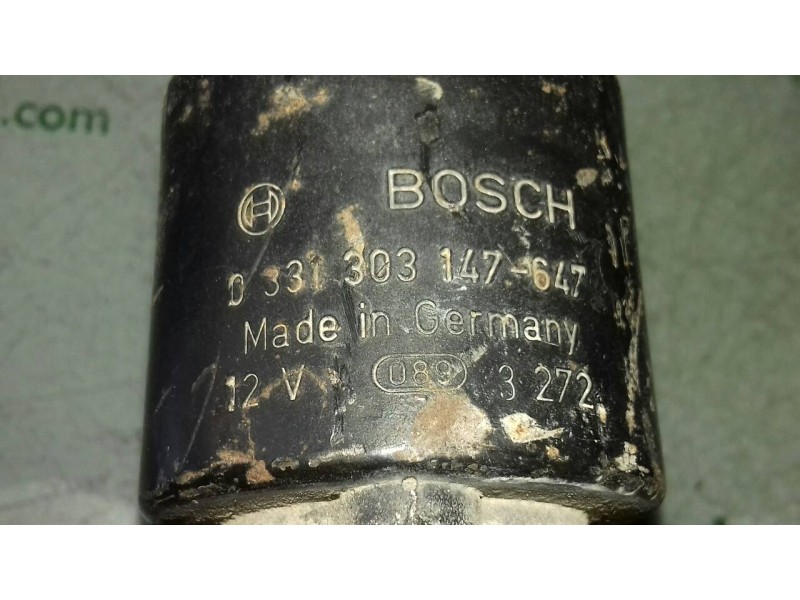 .com
BOSCH
0 331 303 147-647
Made in Germany
12 V
089
3 272